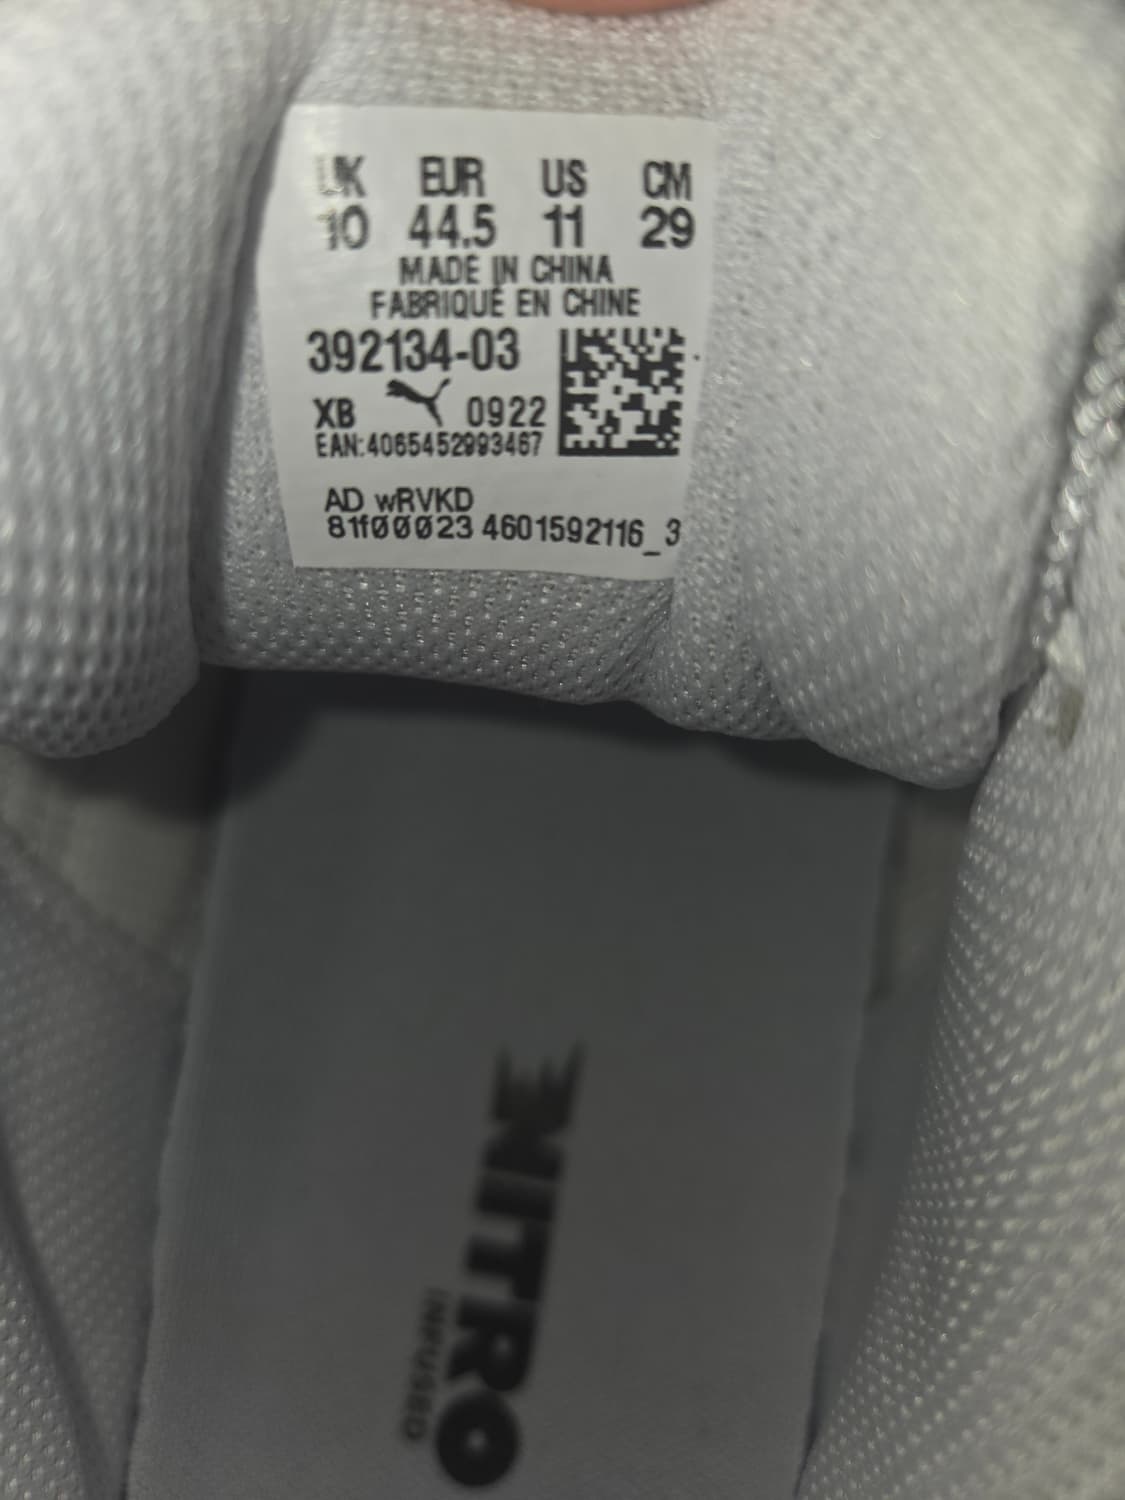 UK EUR US CM
10 44.5 11 29
MADE IN CHINA
FABRIQUÉ EN CHINE
392134-03
XB 0922
EAN:4065452993467
AD wRVKD
81f00023 4601592116_3
NITRO
INFUSED